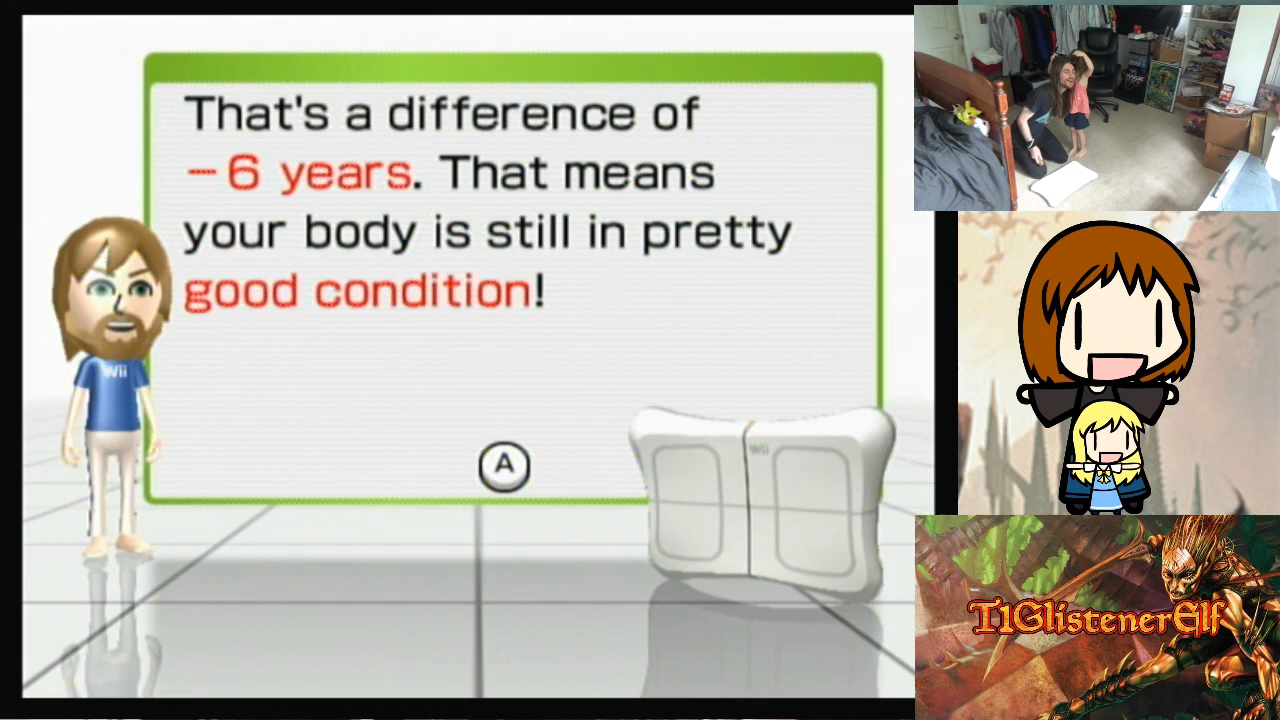 That's a difference of
—6 years. That means
your body is still in pretty
good condition!
A
Wii
Wii
T1GlistenerElf